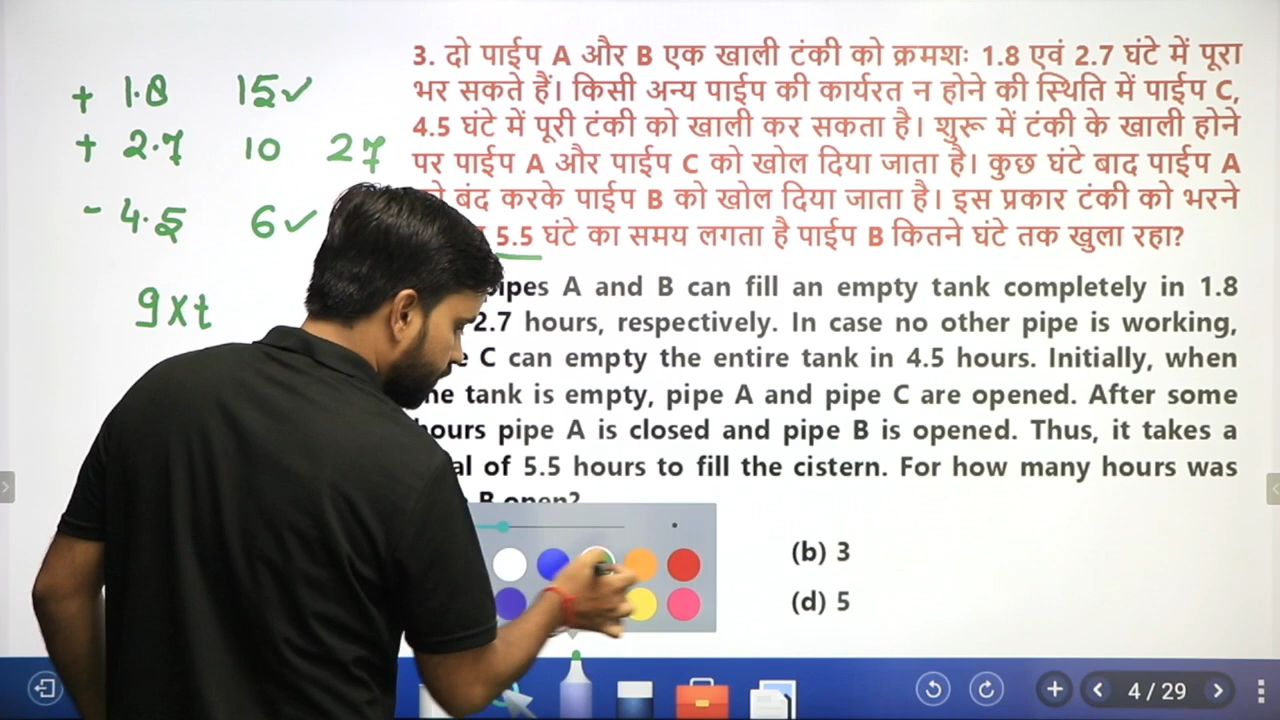 + 1.8 15✓
+ 2.7 10 27
- 4.5 6✓
9×t
3. दो पाईप A और B एक खाली टंकी को क्रमशः 1.8 एवं 2.7 घंटे में पूरा
भर सकते हैं। किसी अन्य पाईप की कार्यरत न होने की स्थिति में पाईप C,
4.5 घंटे में पूरी टंकी को खाली कर सकता है। शुरू में टंकी के खाली होने
पर पाईप A और पाईप C को खोल दिया जाता है। कुछ घंटे बाद पाईप A
बंद करके पाईप B को खोल दिया जाता है। इस प्रकार टंकी को भरने
5.5 घंटे का समय लगता है पाईप B कितने घंटे तक खुला रहा?
pipes A and B can fill an empty tank completely in 1.8
2.7 hours, respectively. In case no other pipe is working,
C can empty the entire tank in 4.5 hours. Initially, when
tank is empty, pipe A and pipe C are opened. After some
hours pipe A is closed and pipe B is opened. Thus, it takes a
of 5.5 hours to fill the cistern. For how many hours was
B open?
(b) 3
(d) 5
4 / 29